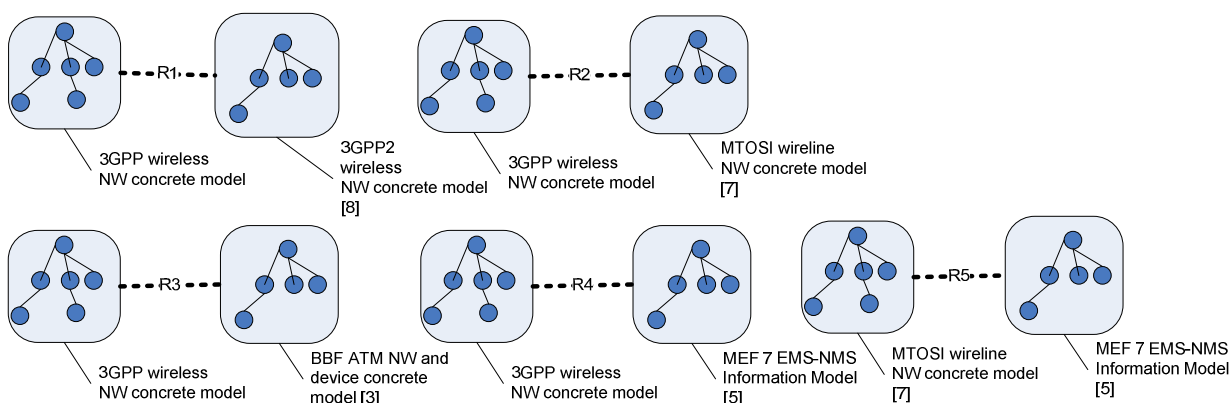 R1
R2
3GPP wireless
NW concrete model
3GPP2
wireless
NW concrete model
[8]
3GPP wireless
NW concrete model
MTOSI wireline
NW concrete model
[7]
R3
R4
R5
3GPP wireless
NW concrete model
BBF ATM NW and
device concrete
model [3]
3GPP wireless
NW concrete model
MEF 7 EMS-NMS
Information Model
[5]
MTOSI wireline
NW concrete model
[7]
MEF 7 EMS-NMS
Information Model
[5]